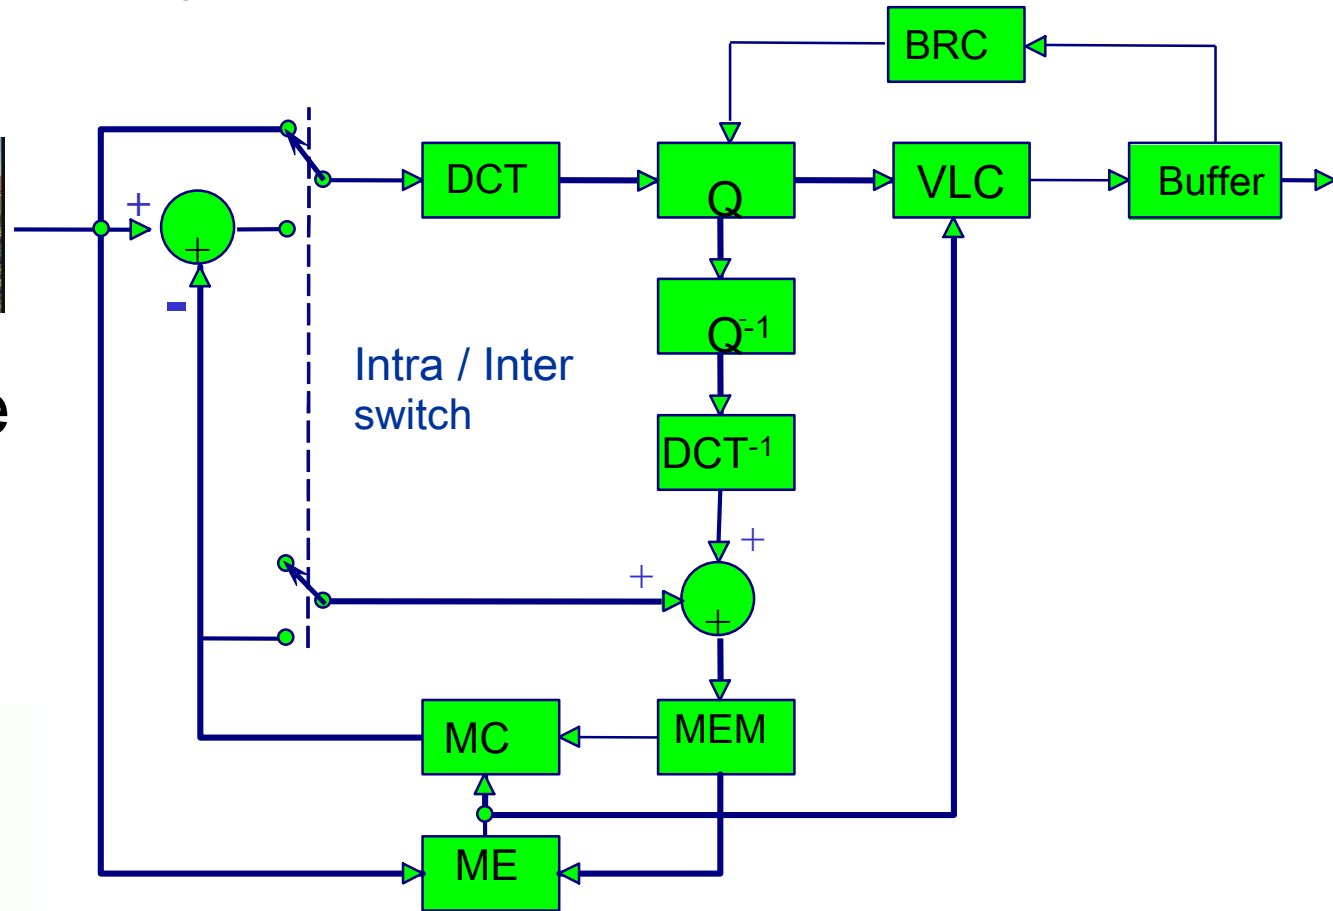 BRC
DCT
Q
VLC
Buffer
+
+
-
Q-1
Intra / Inter
switch
DCT-1
+
+
+
MC
MEM
ME
e